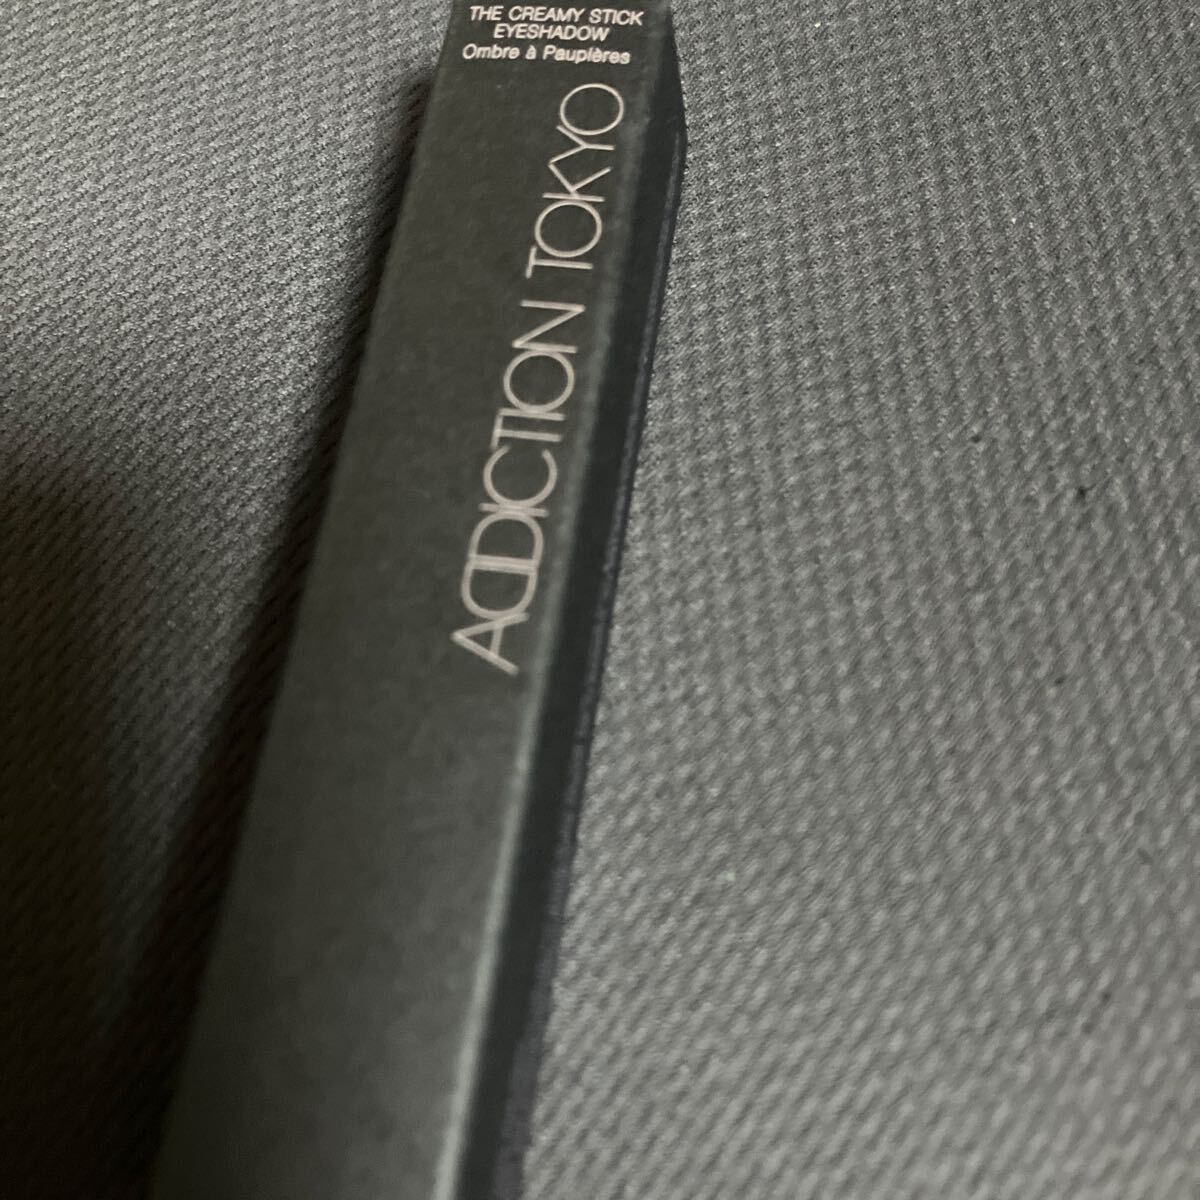 THE CREAMY STICK
EYESHADOW
Ombre à Paupières
ADDICTION TOKYO